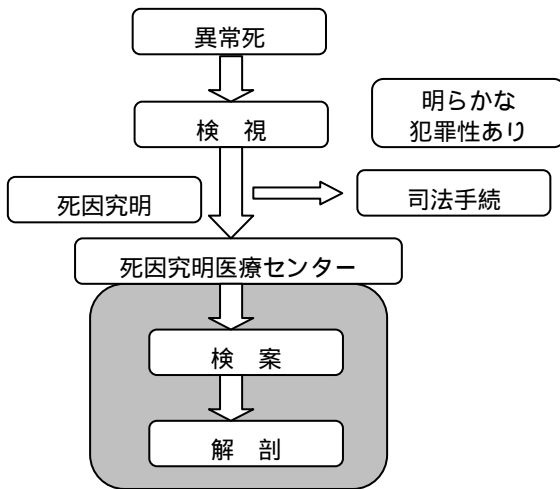 異常死
検　視
明らかな
犯罪性あり
死因究明
司法手続
死因究明医療センター
検　案
解　剖